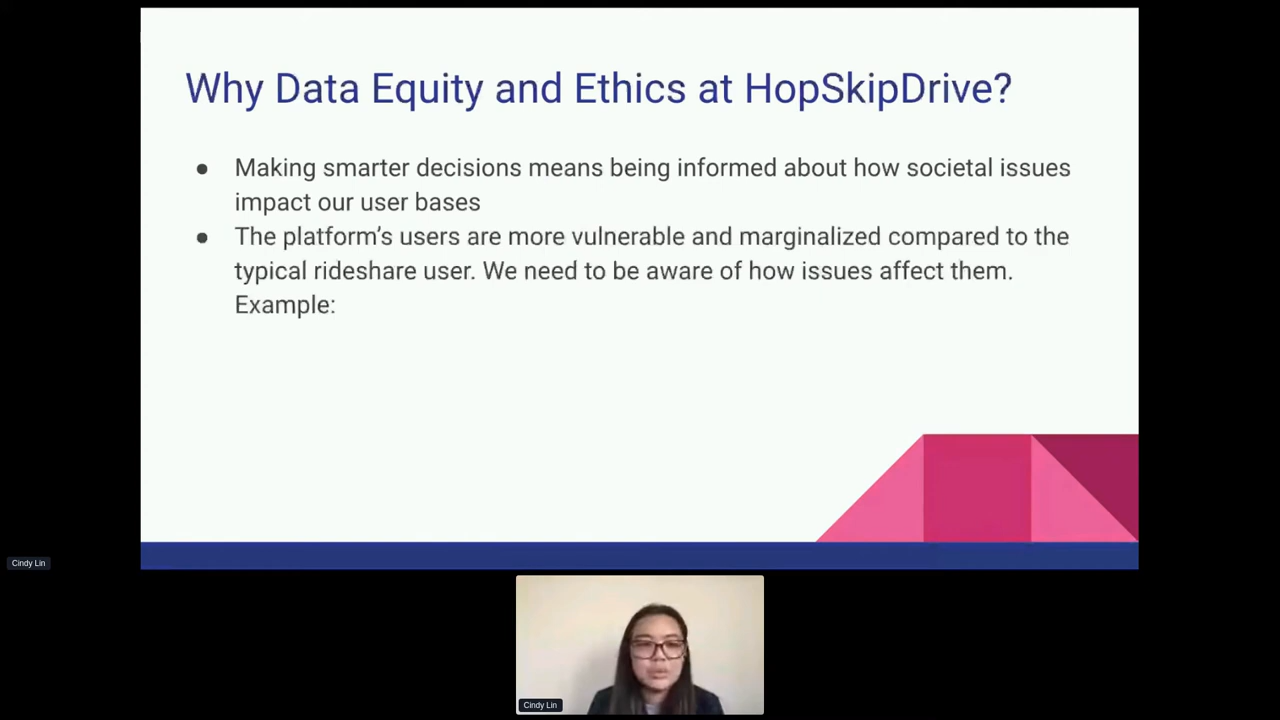 Why Data Equity and Ethics at HopSkipDrive?
● Making smarter decisions means being informed about how societal issues
impact our user bases
● The platform's users are more vulnerable and marginalized compared to the
typical rideshare user. We need to be aware of how issues affect them.
Example:
Cindy Lin
Cindy Lin